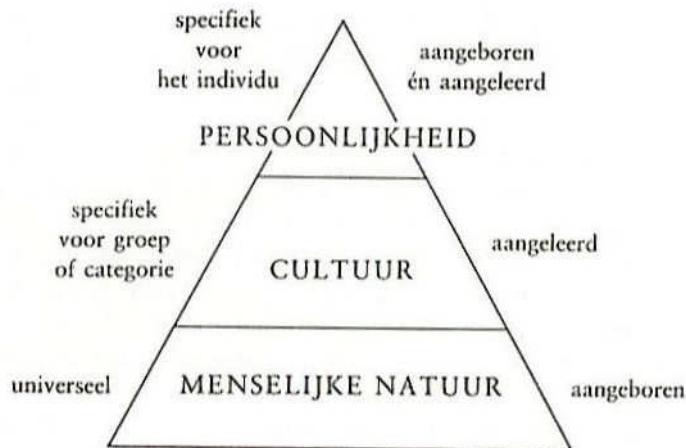 specifiek
voor
het individu
aangeboren
én aangeleerd
PERSOONLIJKHEID
specifiek
voor groep
of categorie
CULTUUR
aangeleerd
universeel
MENSELIJKE NATUUR
aangeboren